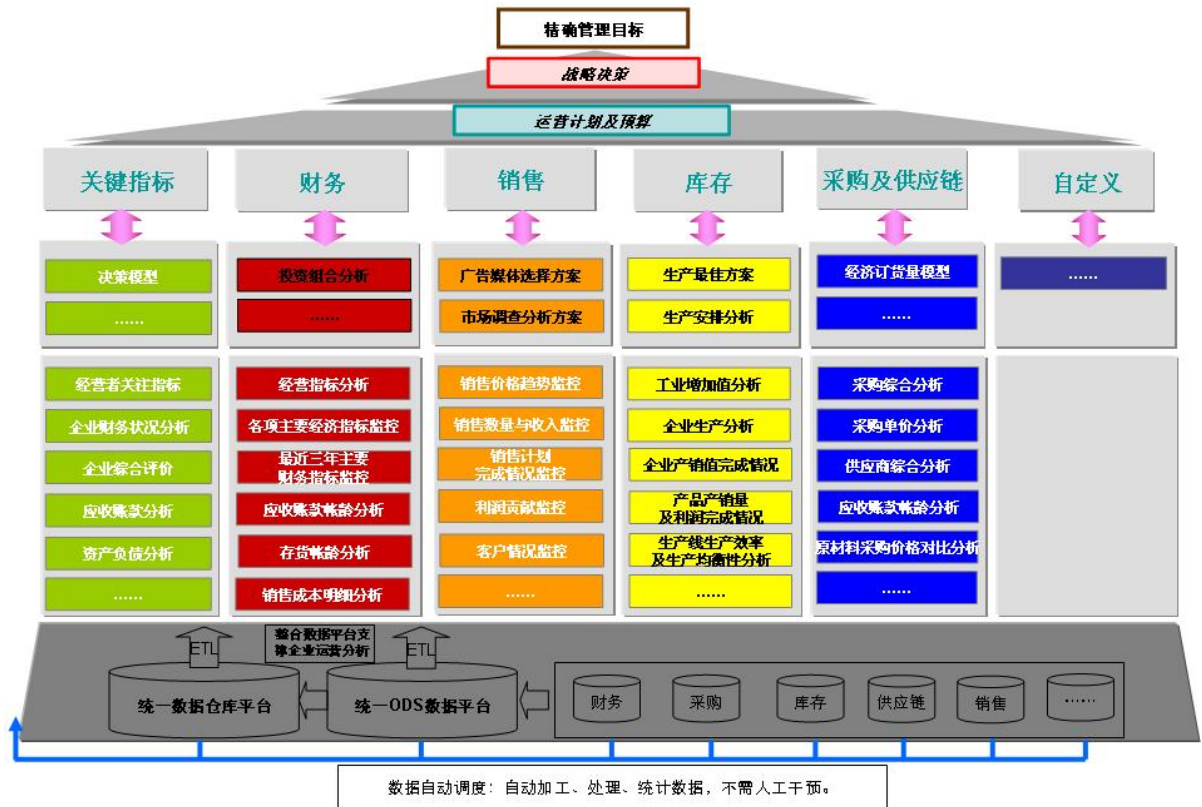 精确管理目标
战略决策
运营计划及预算
关键指标
财务
销售
库存
采购及供应链
自定义
决策模型
……
投资组合分析
……
广告媒体选择方案
市场调查分析方案
生产最佳方案
生产安排分析
经济订货量模型
……
……
经营者关注指标
企业财务状况分析
企业综合评价
应收账款分析
资产负债分析
……
经营指标分析
各项主要经济指标监控
最近三年主要
财务指标监控
应收账款帐龄分析
存货帐龄分析
销售成本明细分析
销售价格趋势监控
销售数量与收入监控
销售计划
完成情况监控
利润贡献监控
客户情况监控
……
工业增加值分析
企业生产分析
企业产销值完成情况
产品产销量
及利润完成情况
生产线生产效率
及生产均衡性分析
……
采购综合分析
采购单价分析
供应商综合分析
应收账款帐龄分析
原材料采购价格对比分析
……
ETL
整合数据平台支
撑企业运营分析
ETL
统一数据仓库平台
统一ODS数据平台
财务
采购
库存
供应链
销售
……
数据自动调度：自动加工、处理、统计数据，不需人工干预。